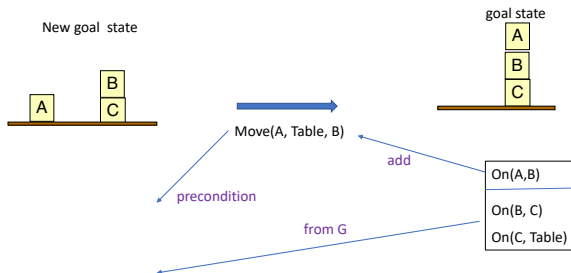 New goal state
goal state
A
B
C
A
B
C
Move(A, Table, B)
add
precondition
from G
On(A,B)
On(B, C)
On(C, Table)